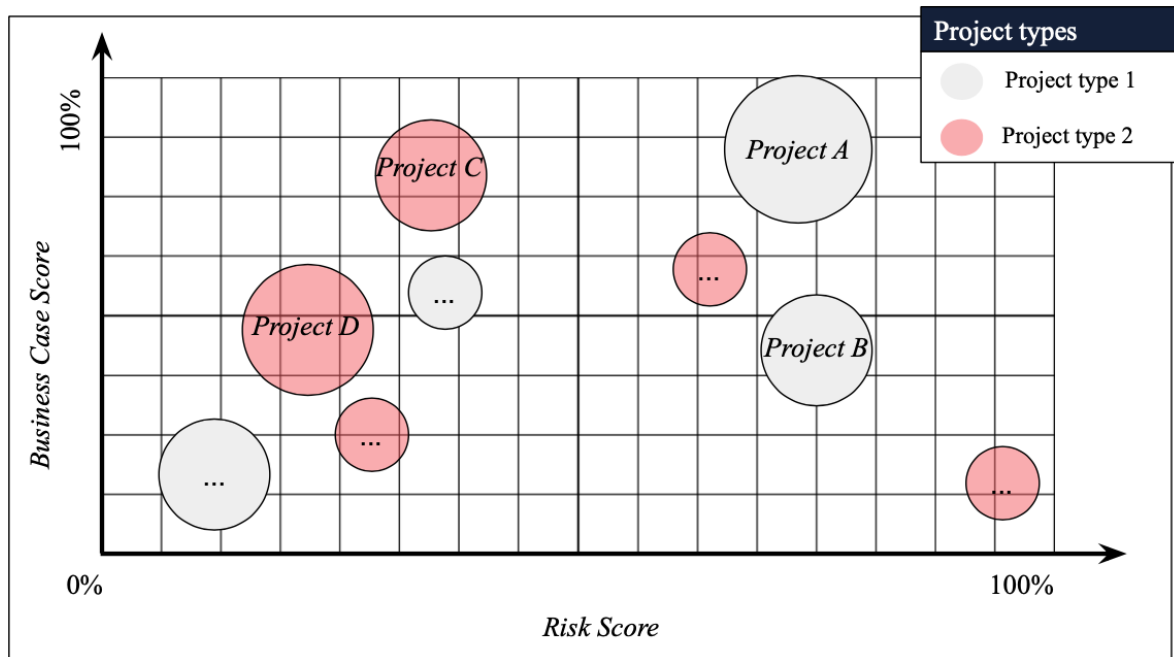 Project types
Project type 1
Project type 2
100%
Business Case Score
Project A
Project C
...
...
Project D
Project B
...
...
...
0%
100%
Risk Score